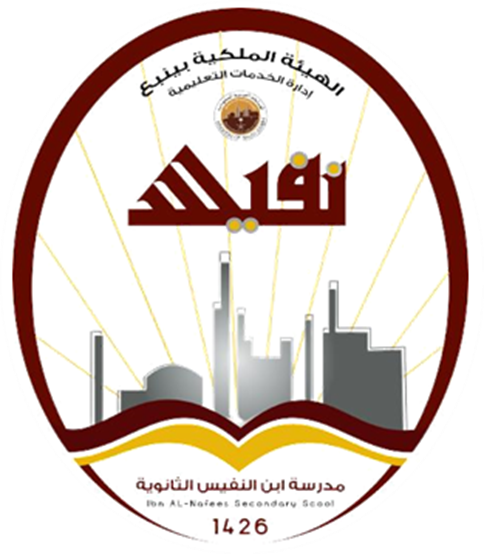 الهيئة الملكية بينبع
إدارة الخدمات التعليمية
نفيس
مدرسة ابن النفيس الثانوية
Ibn AL-Nafees Secondary Scool
1426